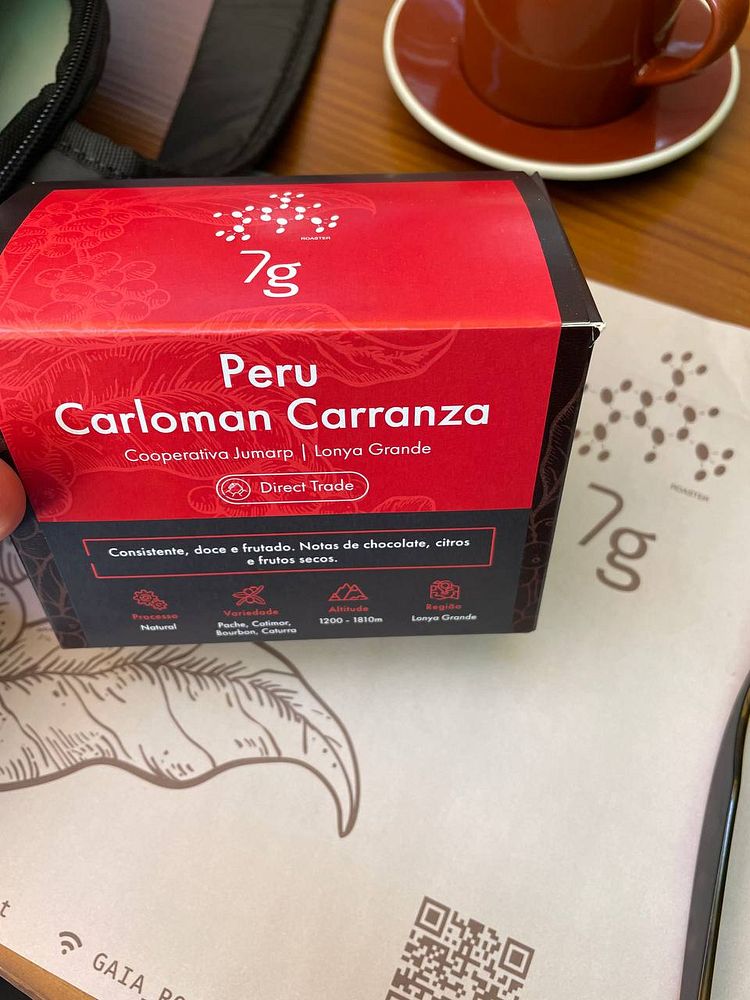 ROASTER
7g
Peru
Carloman Carranza
Cooperativa Jumarp | Lonya Grande
Direct Trade
Consistente, doce e frutado. Notas de chocolate, citros
e frutos secos.
Processo
Natural
Variedade
Pache, Catimor,
Bourbon, Caturra
Altitude
1200 - 1810m
Região
Lonya Grande
ROASTER
7g
GAIA